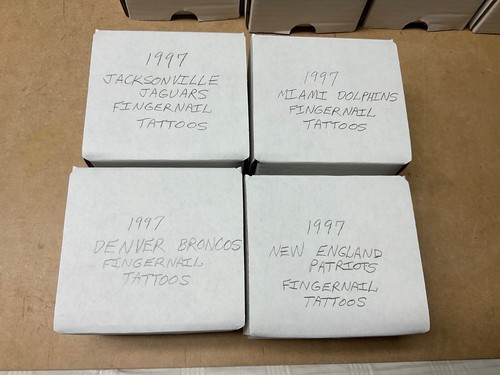 1997
JACKSONVILLE
JAGUARS
FINGERNAIL
TATTOOS
1997
MIAMI DOLPHINS
FINGERNAIL
TATTOOS
1997
DENVER BRONCOS
FINGERNAIL
TATTOOS
1997
NEW ENGLAND
PATRIOTS
FINGERNAIL
TATTOOS